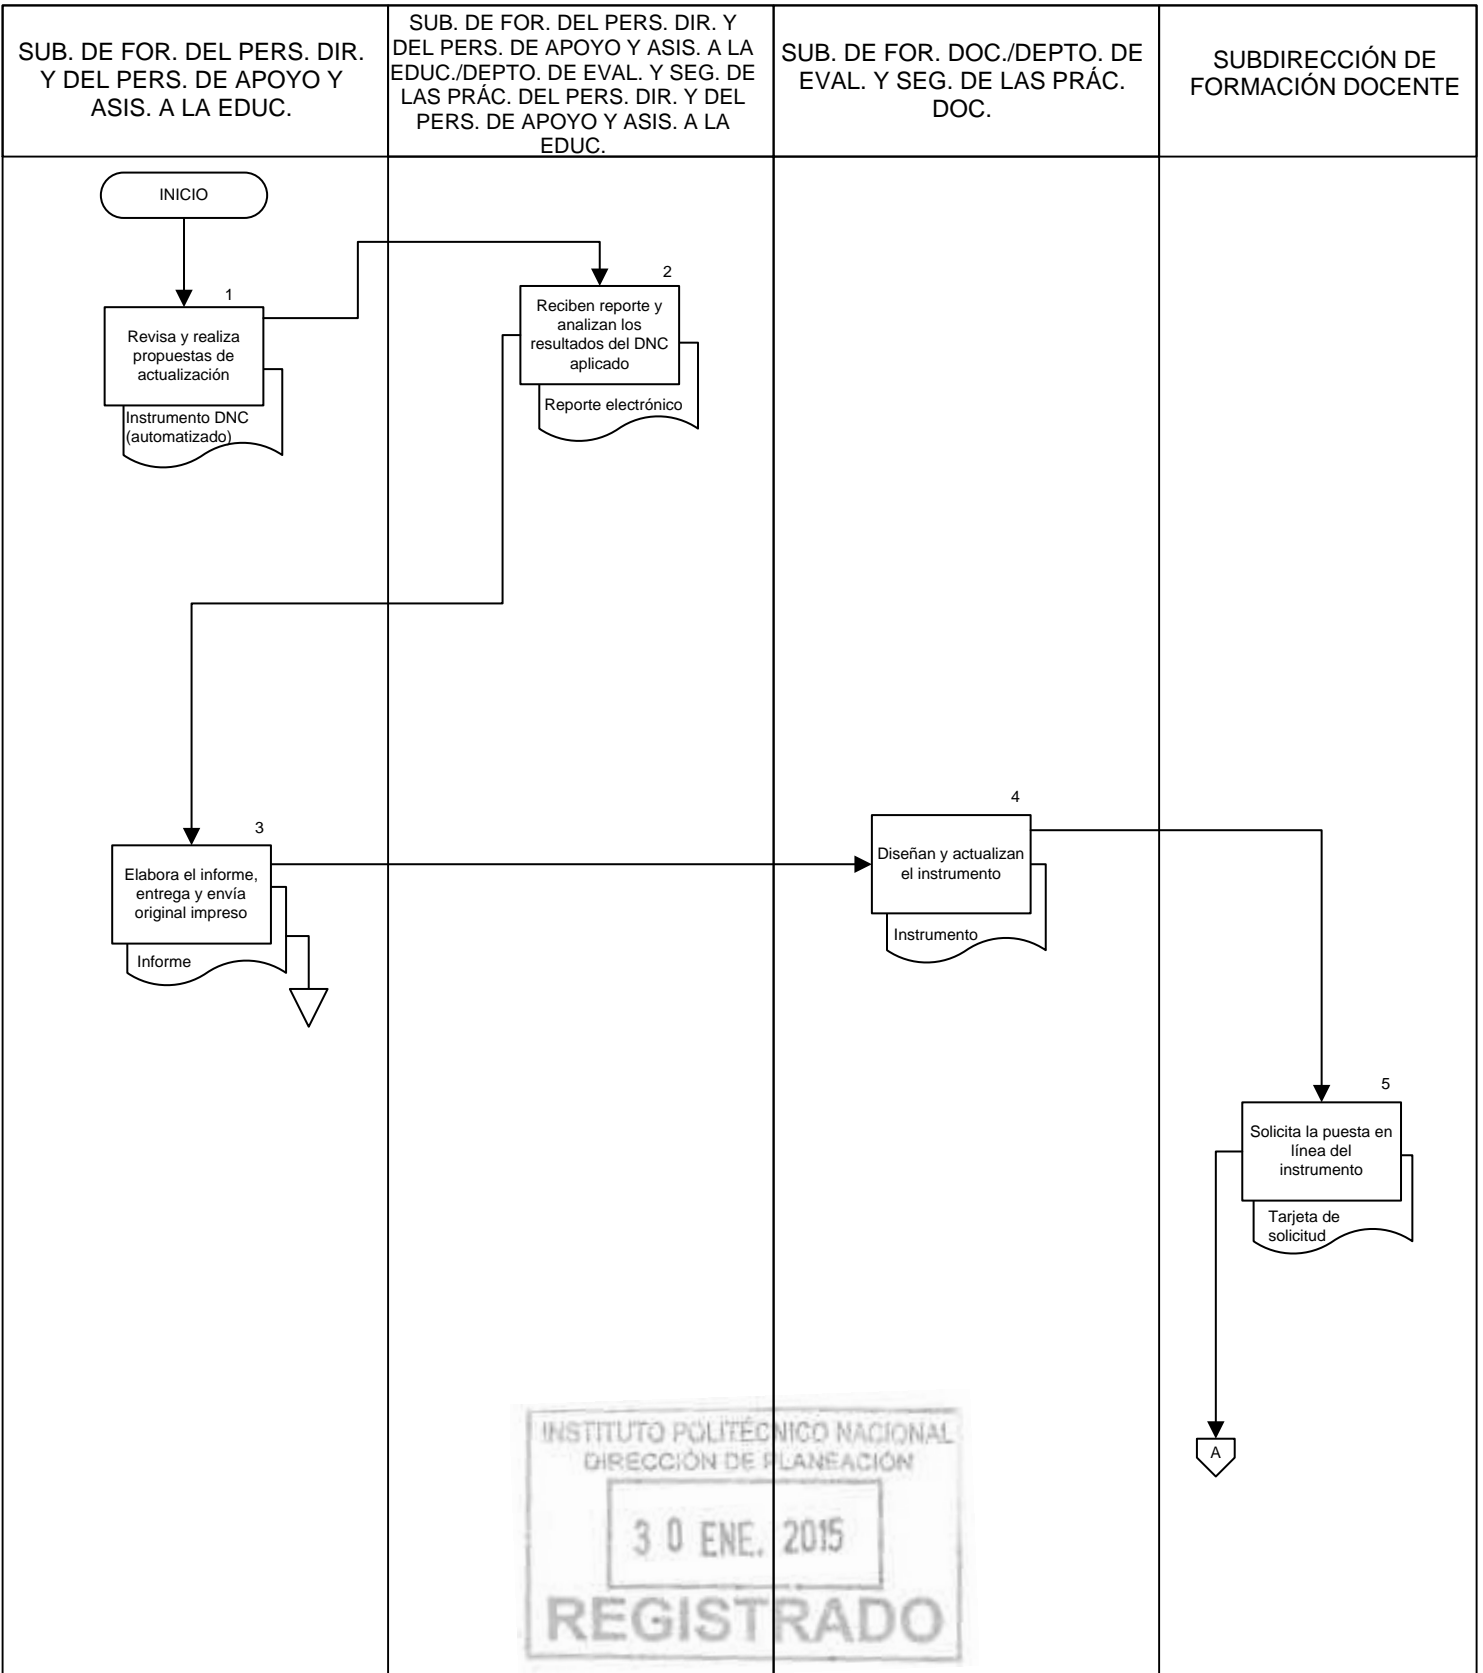 SUB. DE FOR. DEL PERS. DIR.
Y DEL PERS. DE APOYO Y
ASIS. A LA EDUC.
SUB. DE FOR. DEL PERS. DIR. Y
DEL PERS. DE APOYO Y ASIS. A LA
EDUC./DEPTO. DE EVAL. Y SEG. DE
LAS PRÁC. DEL PERS. DIR. Y DEL
PERS. DE APOYO Y ASIS. A LA
EDUC.
SUB. DE FOR. DOC./DEPTO. DE
EVAL. Y SEG. DE LAS PRÁC.
DOC.
SUBDIRECCIÓN DE
FORMACIÓN DOCENTE
INICIO
1
Revisa y realiza
propuestas de
actualización
Instrumento DNC
(automatizado)
2
Reciben reporte y
analizan los
resultados del DNC
aplicado
Reporte electrónico
3
Elabora el informe,
entrega y envía
original impreso
Informe
4
Diseñan y actualizan
el instrumento
Instrumento
5
Solicita la puesta en
línea del
instrumento
Tarjeta de
solicitud
A
INSTITUTO POLITÉCNICO NACIONAL
DIRECCIÓN DE PLANEACIÓN
30 ENE. 2015
REGISTRADO